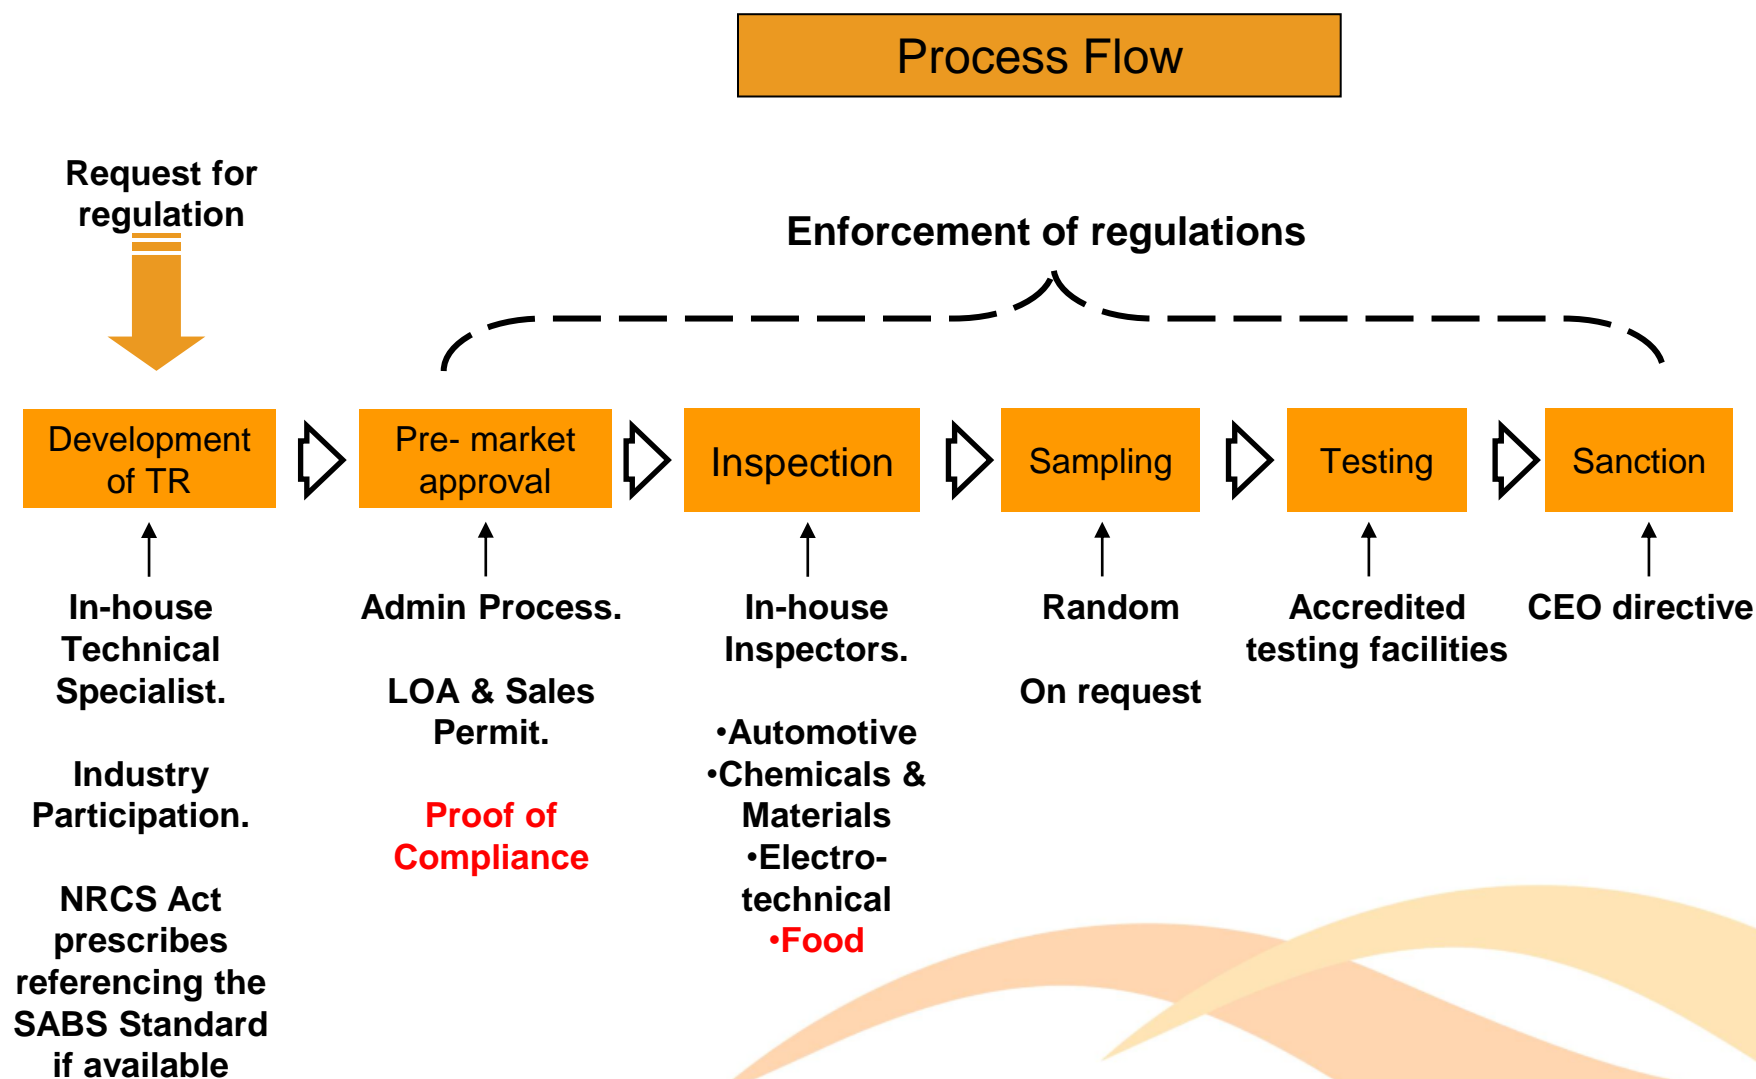 Process Flow
Request for
regulation
Enforcement of regulations
Development
of TR
Pre- market
approval
Inspection
Sampling
Testing
Sanction
In-house
Technical
Specialist.
Industry
Participation.
NRCS Act
prescribes
referencing the
SABS Standard
if available
Admin Process.
LOA & Sales
Permit.
Proof of
Compliance
In-house
Inspectors.
•Automotive
•Chemicals &
Materials
•Electro-
technical
•Food
Random
On request
Accredited
testing facilities
CEO directive